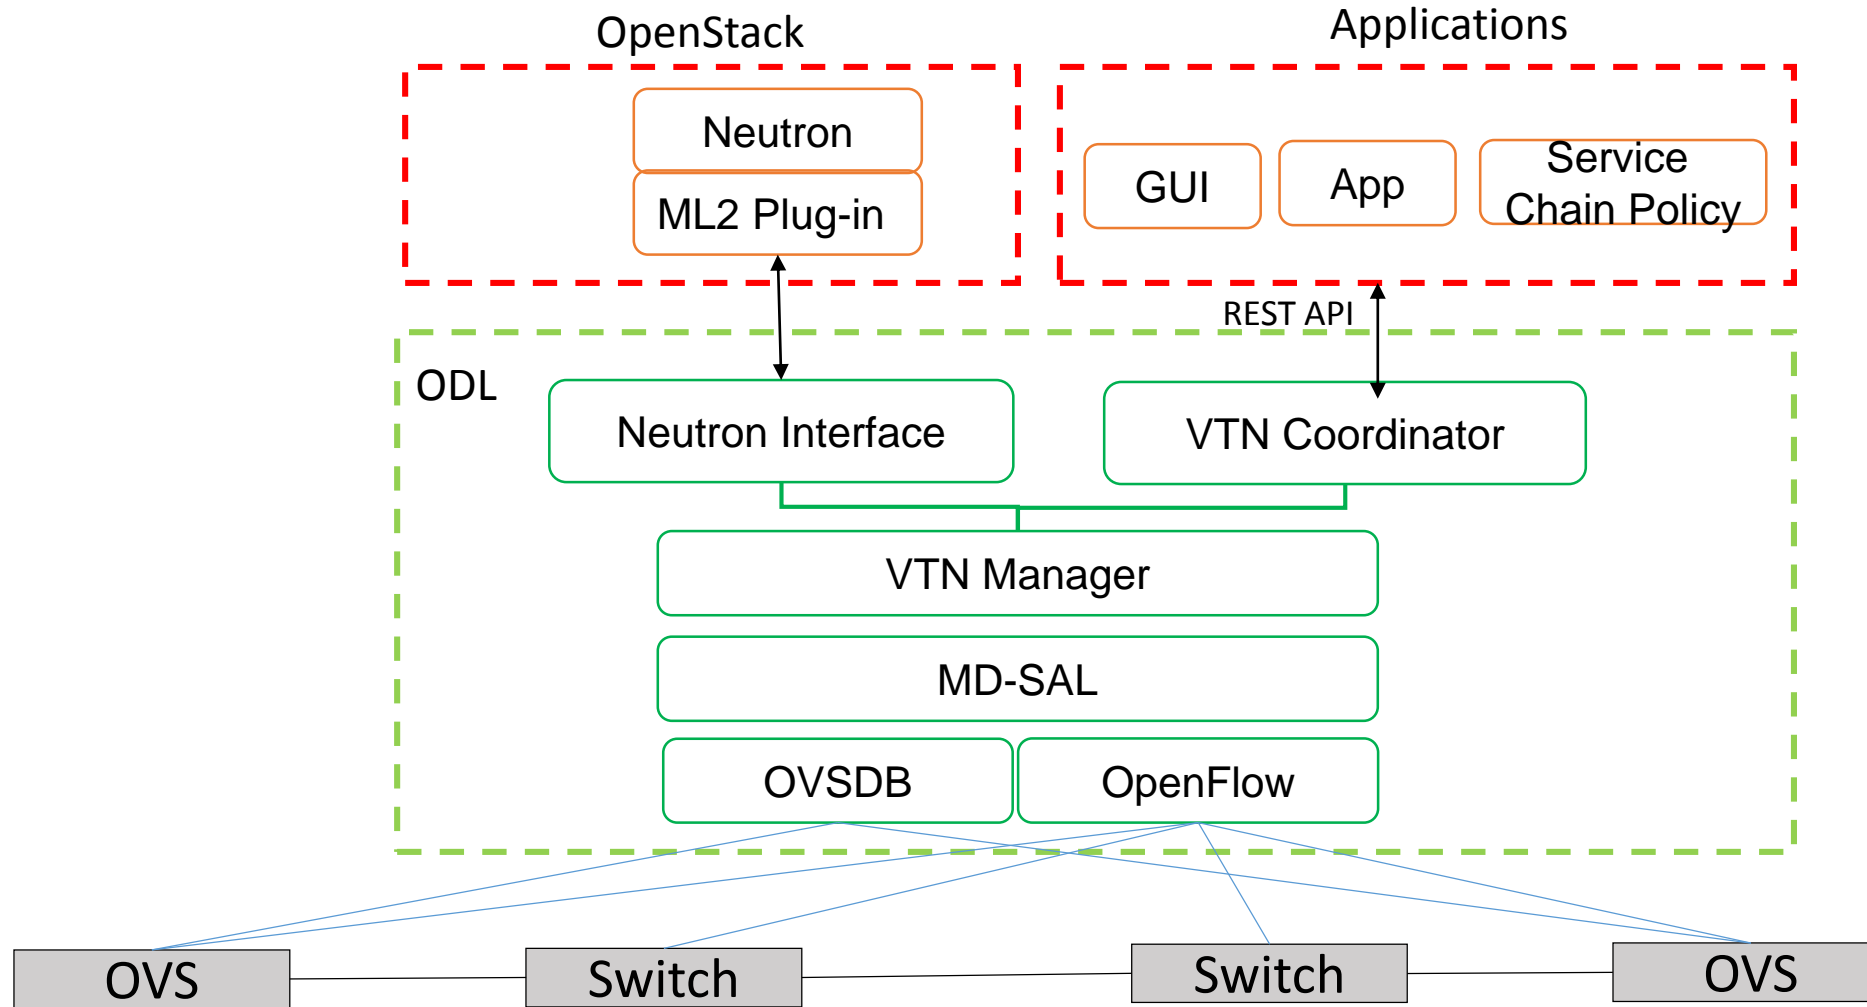 OpenStack
Applications
Neutron
ML2 Plug-in
GUI
App
Service
Chain Policy
REST API
ODL
Neutron Interface
VTN Coordinator
VTN Manager
MD-SAL
OVSDB
OpenFlow
OVS
Switch
Switch
OVS